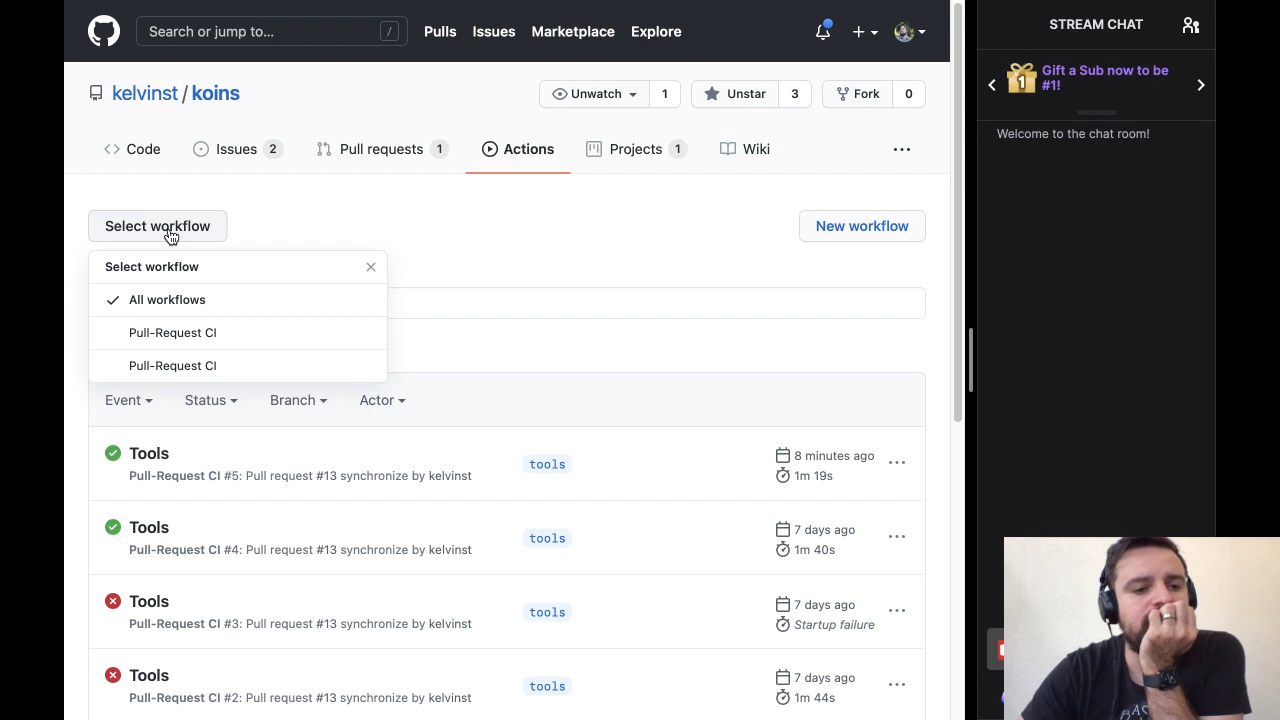 Search or jump to...
/
Pulls
Issues
Marketplace
Explore
STREAM CHAT
1
Gift a Sub now to be
#1!
kelvinst / koins
Unwatch
1
Unstar
3
Fork
0
Welcome to the chat room!
Code
Issues 2
Pull requests 1
Actions
Projects 1
Wiki
Select workflow
New workflow
Select workflow
All workflows
Pull-Request CI
Pull-Request CI
Event
Status
Branch
Actor
Tools
Pull-Request CI #5: Pull request #13 synchronize by kelvinst
tools
8 minutes ago
1m 19s
Tools
Pull-Request CI #4: Pull request #13 synchronize by kelvinst
tools
7 days ago
1m 40s
Tools
Pull-Request CI #3: Pull request #13 synchronize by kelvinst
tools
7 days ago
Startup failure
Tools
Pull-Request CI #2: Pull request #13 synchronize by kelvinst
tools
7 days ago
1m 44s